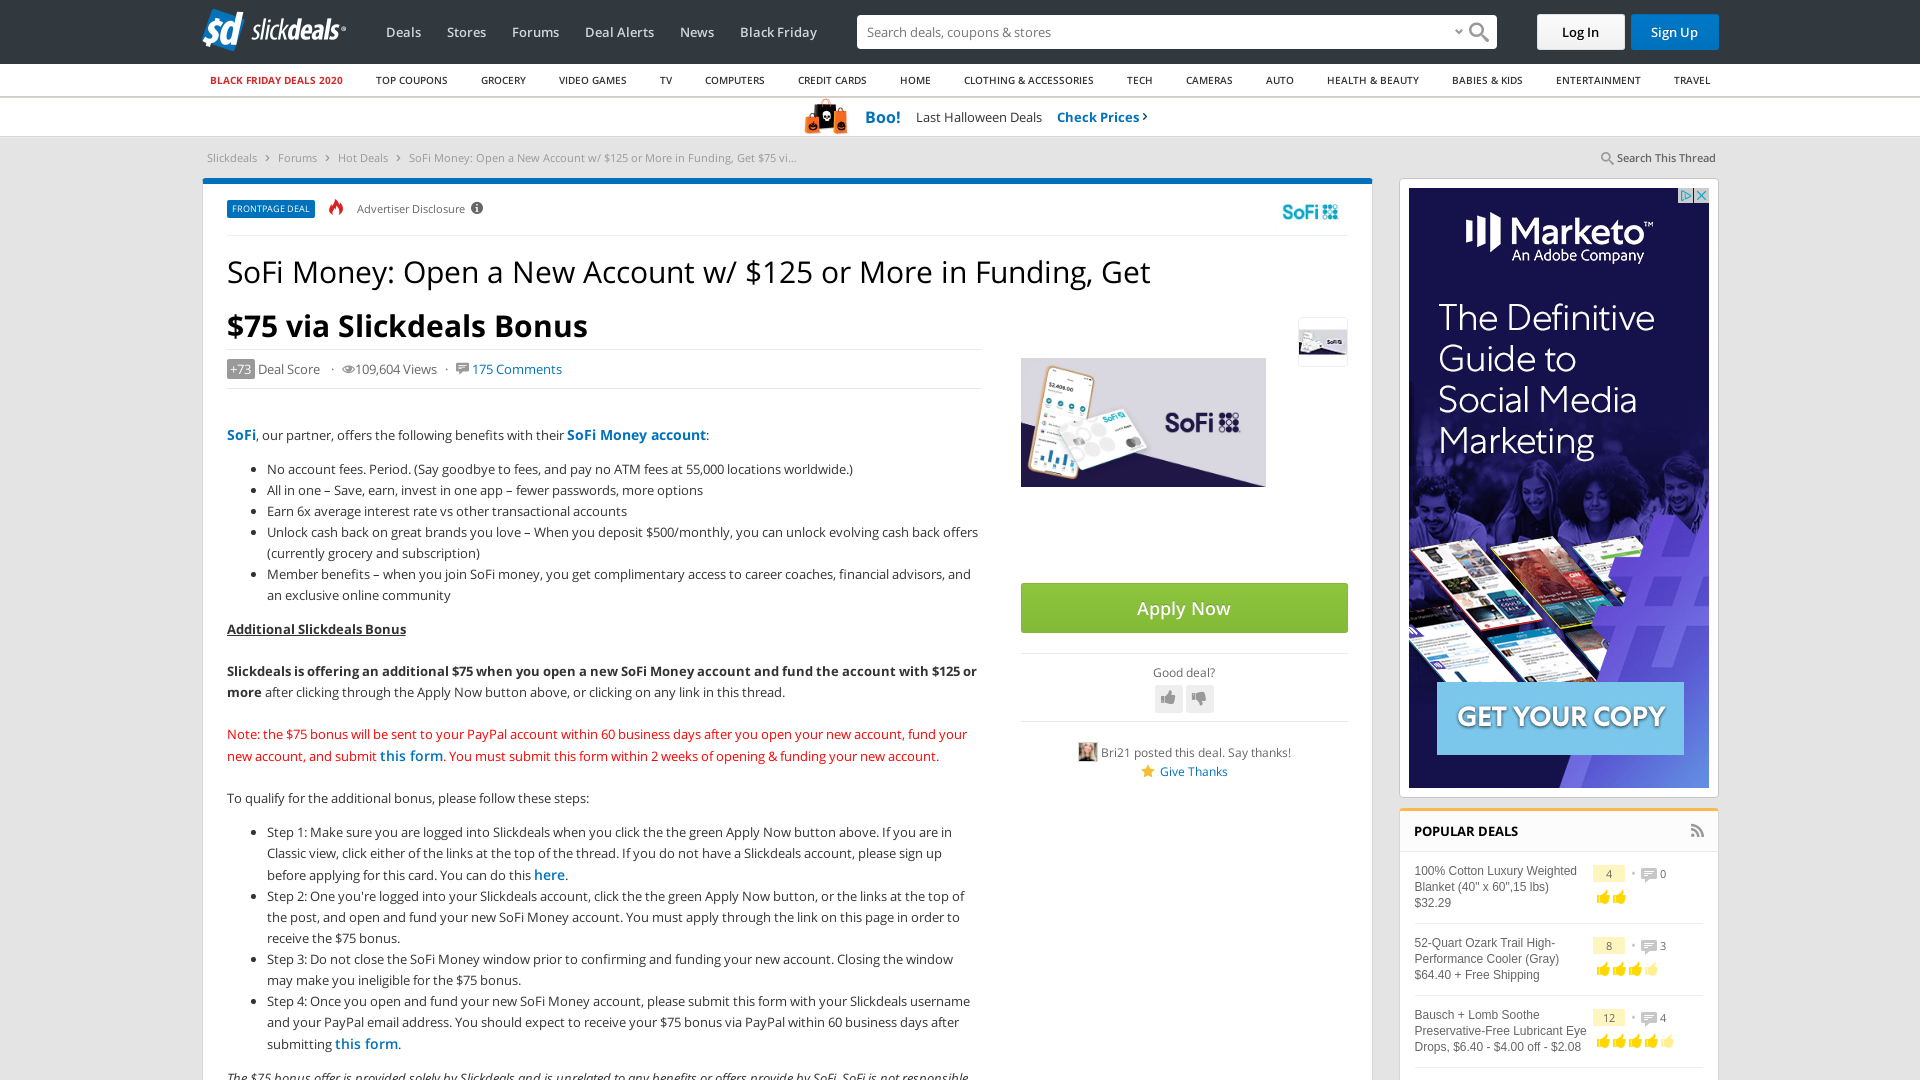 slickdeals
Deals
Stores
Forums
Deal Alerts
News
Black Friday
Search deals, coupons & stores
Log In
Sign Up
BLACK FRIDAY DEALS 2020
TOP COUPONS
GROCERY
VIDEO GAMES
TV
COMPUTERS
CREDIT CARDS
HOME
CLOTHING & ACCESSORIES
TECH
CAMERAS
AUTO
HEALTH & BEAUTY
BABIES & KIDS
ENTERTAINMENT
TRAVEL
Boo! Last Halloween Deals Check Prices
Slickdeals > Forums > Hot Deals > SoFi Money: Open a New Account w/ $125 or More in Funding, Get $75 vi...
Search This Thread
FRONTPAGE DEAL
Advertiser Disclosure
SoFi
SoFi Money: Open a New Account w/ $125 or More in Funding, Get
$75 via Slickdeals Bonus
+73 Deal Score · 109,604 Views · 175 Comments
SoFi, our partner, offers the following benefits with their SoFi Money account:
No account fees. Period. (Say goodbye to fees, and pay no ATM fees at 55,000 locations worldwide.)
All in one – Save, earn, invest in one app – fewer passwords, more options
Earn 6x average interest rate vs other transactional accounts
Unlock cash back on great brands you love – When you deposit $500/monthly, you can unlock evolving cash back offers
(currently grocery and subscription)
Member benefits – when you join SoFi money, you get complimentary access to career coaches, financial advisors, and
an exclusive online community
Additional Slickdeals Bonus
Slickdeals is offering an additional $75 when you open a new SoFi Money account and fund the account with $125 or
more after clicking through the Apply Now button above, or clicking on any link in this thread.
Note: the $75 bonus will be sent to your PayPal account within 60 business days after you open your new account, fund your
new account, and submit this form. You must submit this form within 2 weeks of opening & funding your new account.
To qualify for the additional bonus, please follow these steps:
Step 1: Make sure you are logged into Slickdeals when you click the the green Apply Now button above. If you are in
Classic view, click either of the links at the top of the thread. If you do not have a Slickdeals account, please sign up
before applying for this card. You can do this here.
Step 2: One you're logged into your Slickdeals account, click the the green Apply Now button, or the links at the top of
the post, and open and fund your new SoFi Money account. You must apply through the link on this page in order to
receive the $75 bonus.
Step 3: Do not close the SoFi Money window prior to confirming and funding your new account. Closing the window
may make you ineligible for the $75 bonus.
Step 4: Once you open and fund your new SoFi Money account, please submit this form with your Slickdeals username
and your PayPal email address. You should expect to receive your $75 bonus via PayPal within 60 business days after
submitting this form.
The $75 bonus offer is provided solely by Slickdeals and is unrelated to any benefits or offers provide by SoFi. SoFi is not responsible
$2,408.00
SoFi
SoFi
Apply Now
Good deal?
Bri21 posted this deal. Say thanks!
Give Thanks
Marketo™
An Adobe Company
The Definitive
Guide to
Social Media
Marketing
GET YOUR COPY
POPULAR DEALS
100% Cotton Luxury Weighted
Blanket (40" x 60",15 lbs)
$32.29
4 • 0
52-Quart Ozark Trail High-
Performance Cooler (Gray)
$64.40 + Free Shipping
8 • 3
Bausch + Lomb Soothe
Preservative-Free Lubricant Eye
Drops, $6.40 - $4.00 off - $2.08
12 • 4